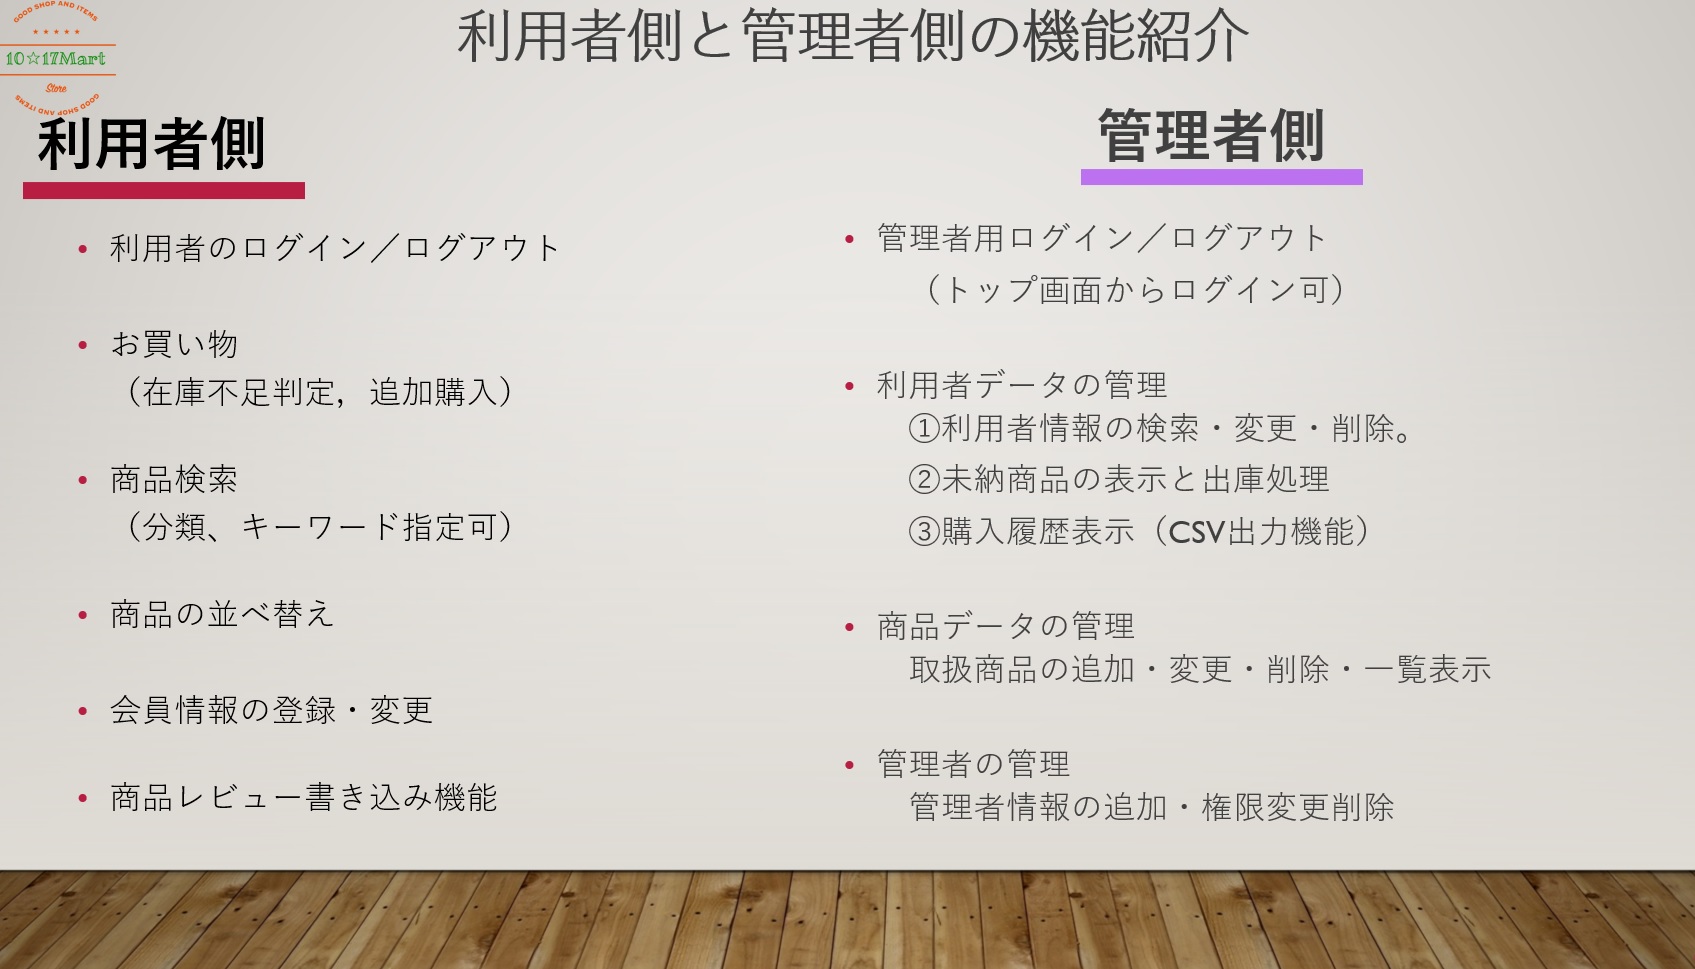 GOOD SHOP AND ITEMS
10☆17Mart
Store
GOOD SHOP AND ITEMS
利用者側と管理者側の機能紹介
利用者側
・利用者のログイン／ログアウト
・お買い物
（在庫不足判定，追加購入）
・商品検索
（分類、キーワード指定可）
・商品の並べ替え
・会員情報の登録・変更
・商品レビュー書き込み機能
管理者側
・管理者用ログイン／ログアウト
（トップ画面からログイン可）
・利用者データの管理
①利用者情報の検索・変更・削除。
②未納商品の表示と出庫処理
③購入履歴表示（CSV出力機能）
・商品データの管理
取扱商品の追加・変更・削除・一覧表示
・管理者の管理
管理者情報の追加・権限変更削除